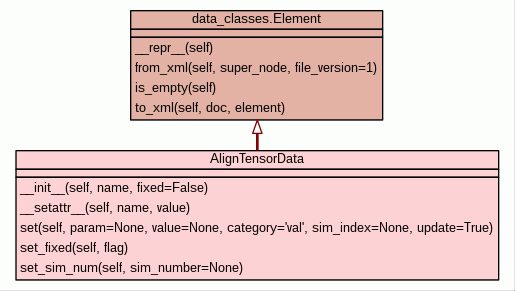 data_classes.Element
__repr__(self)
from_xml(self, super_node, file_version=1)
is_empty(self)
to_xml(self, doc, element)
AlignTensorData
__init__(self, name, fixed=False)
__setattr__(self, name, value)
set(self, param=None, value=None, category='val', sim_index=None, update=True)
set_fixed(self, flag)
set_sim_num(self, sim_number=None)